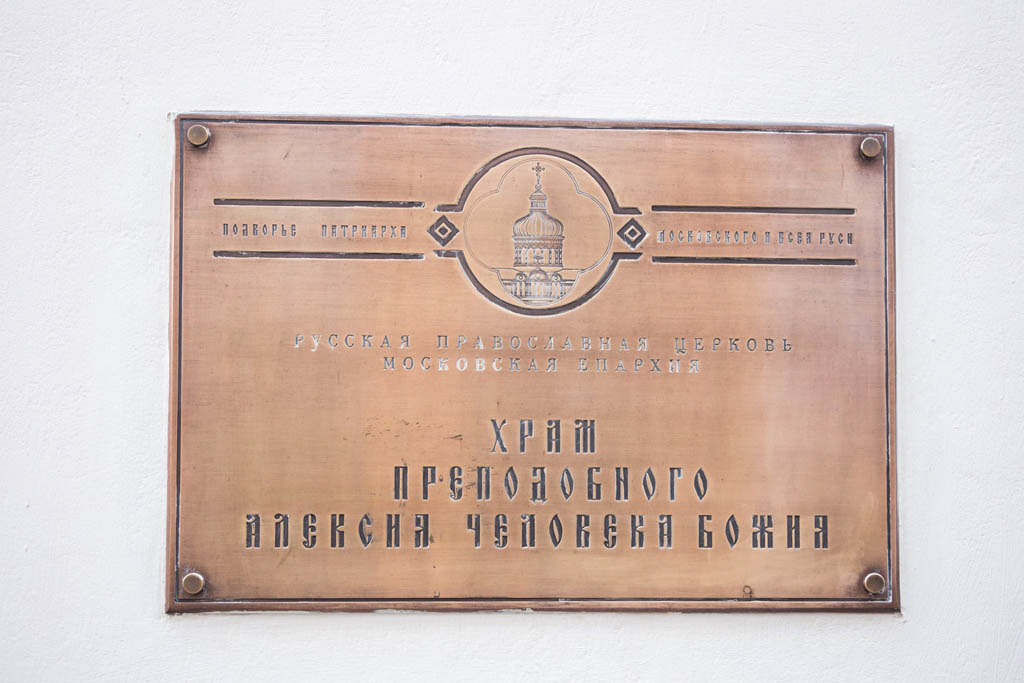 ПОДВОРЬЕ ПАТРИАРХА МОСКОВСКОГО И ВСЕЯ РУСИ
РУССКАЯ ПРАВОСЛАВНАЯ ЦЕРКОВЬ
МОСКОВСКАЯ ЕПАРХИЯ
ХРАМ
ПРЕПОДОБНОГО
АЛЕКСИЯ ЧЕЛОВЕКА БОЖИЯ